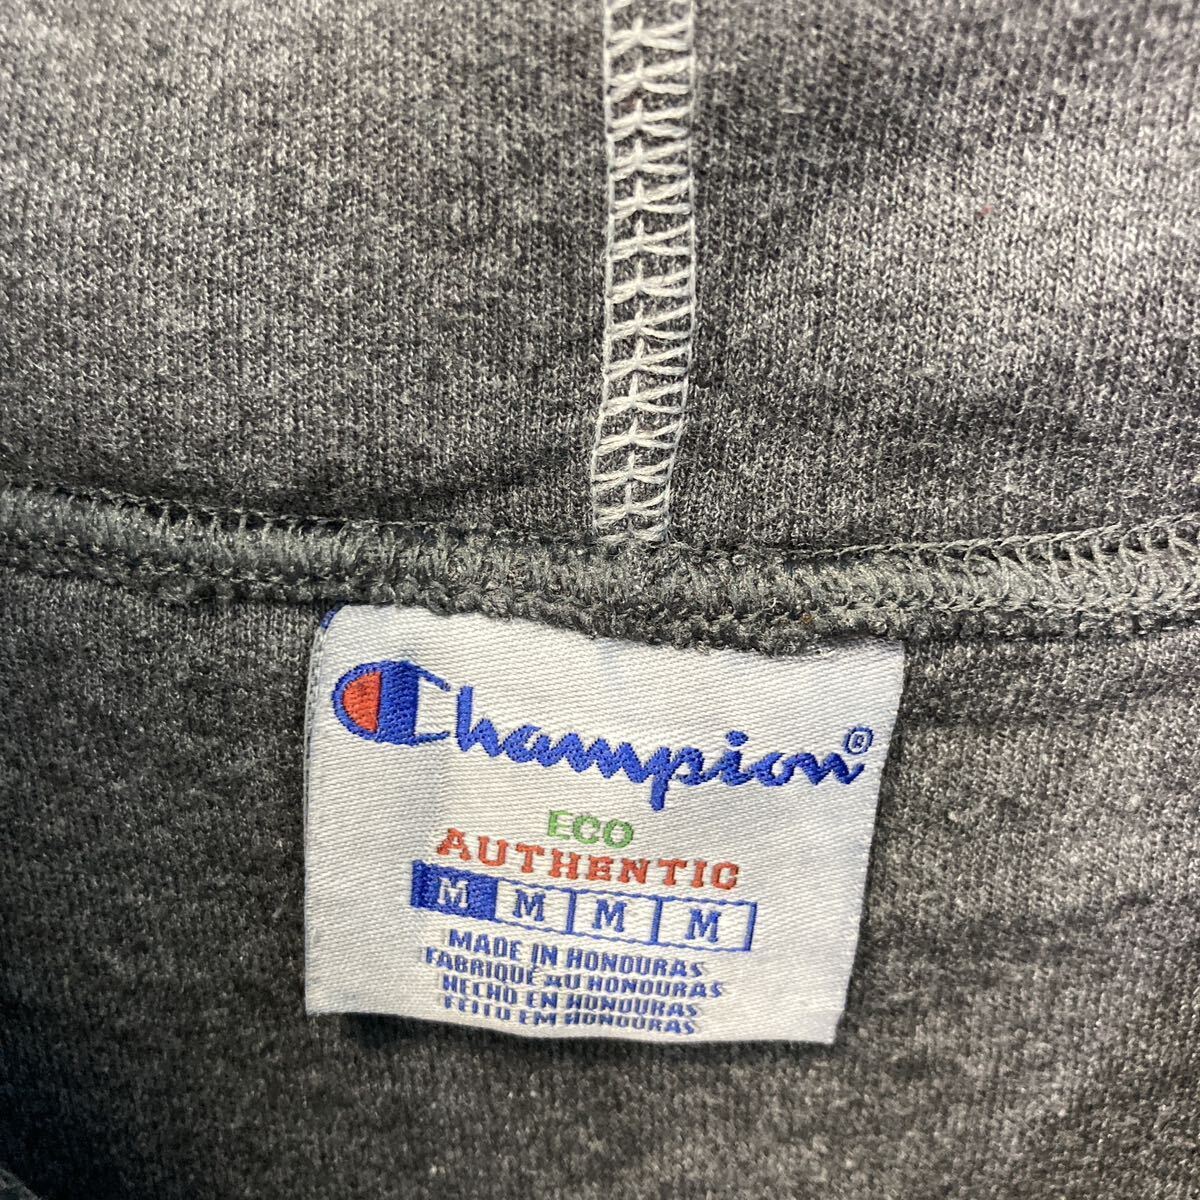 Champion®
ECO
AUTHENTIC
M M M M
MADE IN HONDURAS
FABRIQUÉ AU HONDURAS
HECHO EN HONDURAS
FEITO EM HONDURAS